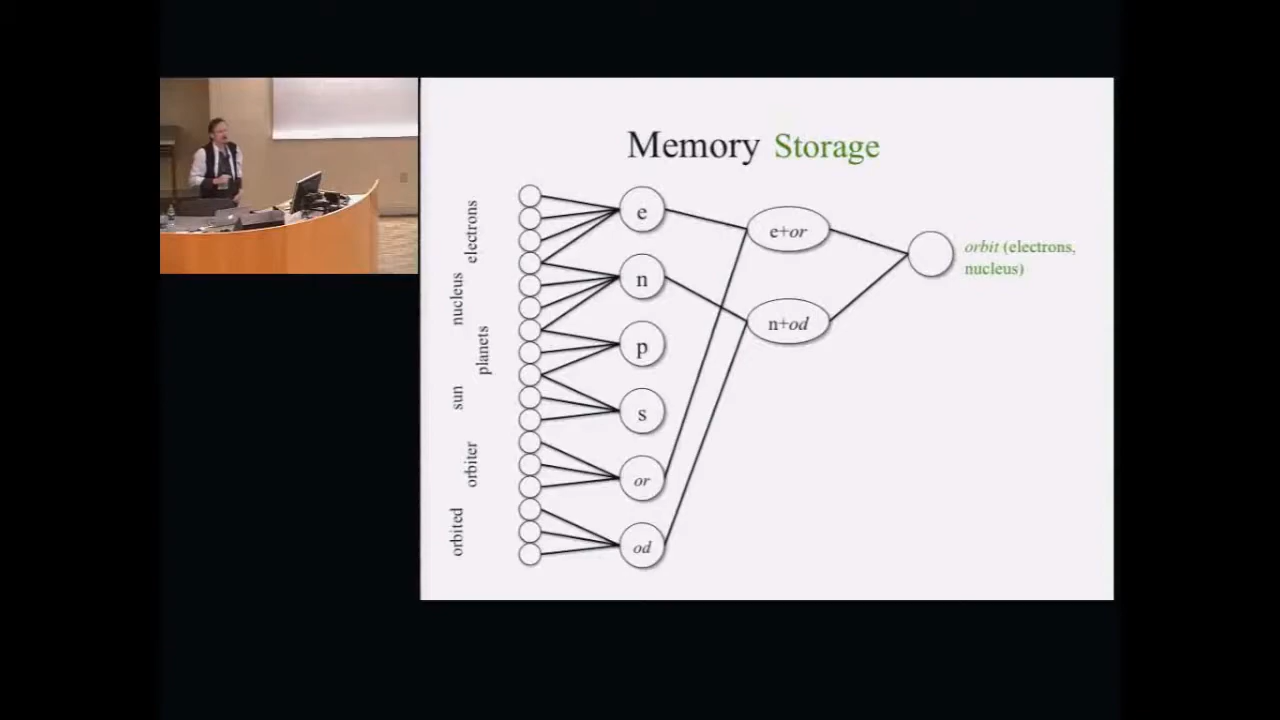 Memory Storage
electrons
nucleus
planets
sun
orbiter
orbited
e
n
p
s
or
od
e+or
n+od
orbit (electrons,
nucleus)